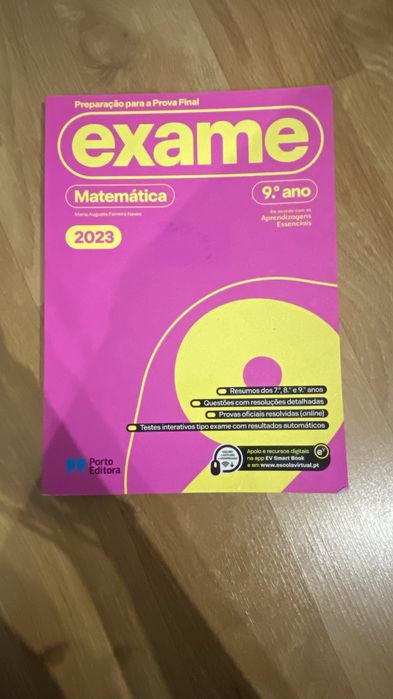 Preparação para a Prova Final
exame
Matemática
9.º ano
Maria Augusta Ferreira Neves
De acordo com as
Aprendizagens
Essenciais
2023
Resumos dos 7.º, 8.º e 9.º anos
Questões com resoluções detalhadas
Provas oficiais resolvidas (online)
Testes interativos tipo exame com resultados automáticos
Porto
Editora
Apoio e recursos digitais
na app EV Smart Book
e em www.escolavirtual.pt